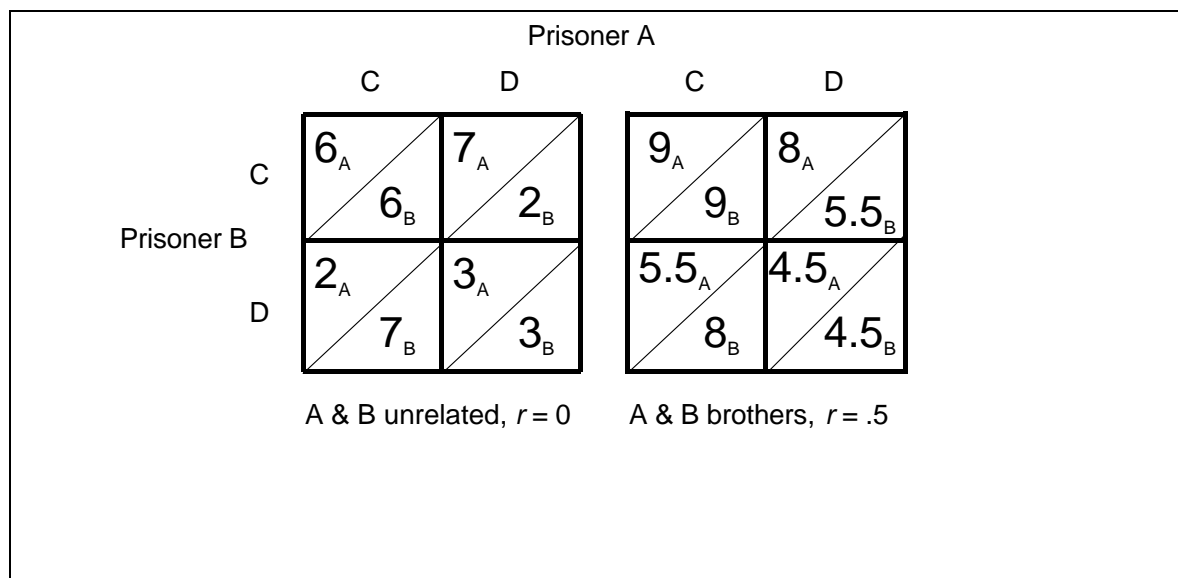 Prisoner A
C D C D
6A 7A 9A 8A
C
6B 2B 9B 5.5B
Prisoner B
2A 3A 5.5A 4.5A
D
7B 3B 8B 4.5B
A & B unrelated, r = 0 A & B brothers, r = .5